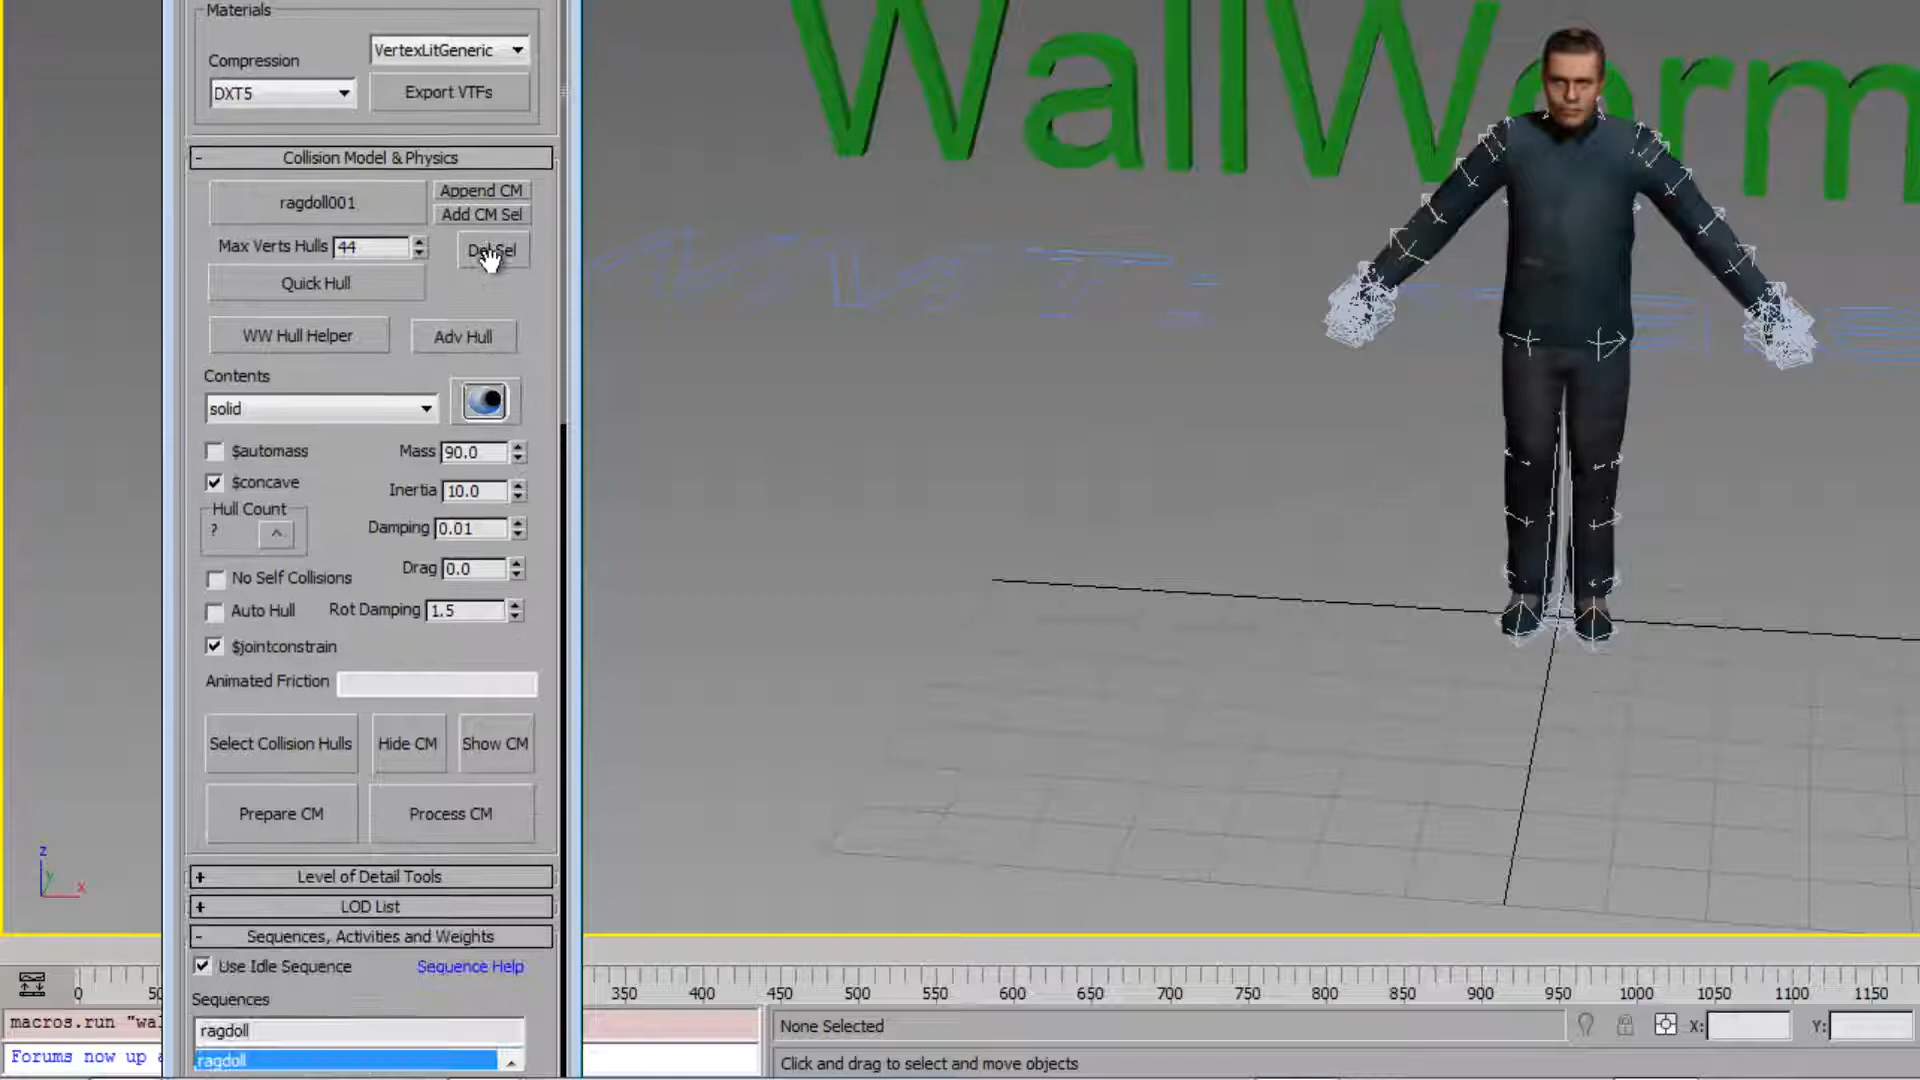 Materials
VertexLitGeneric
Compression
DXT5
Export VTFs
WallWorm
- Collision Model & Physics
ragdoll001
Append CM
Add CM Sel
Max Verts Hulls 44
Quick Hull
WW Hull Helper
Adv Hull
Contents
solid
$automass
Mass 90.0
$concave
Inertia 10.0
Hull Count
?
Damping 0.01
Drag 0.0
No Self Collisions
Auto Hull
Rot Damping 1.5
$jointconstrain
Animated Friction
Select Collision Hulls
Hide CM
Show CM
Prepare CM
Process CM
+ Level of Detail Tools
+ LOD List
- Sequences, Activities and Weights
Use Idle Sequence
Sequence Help
Sequences
ragdoll
ragdoll
z
y
x
0 350 400 450 500 550 600 650 700 750 800 850 900 950 1000 1050 1100 1150
macros.run
None Selected
X:
Y:
Forums now up
Click and drag to select and move objects